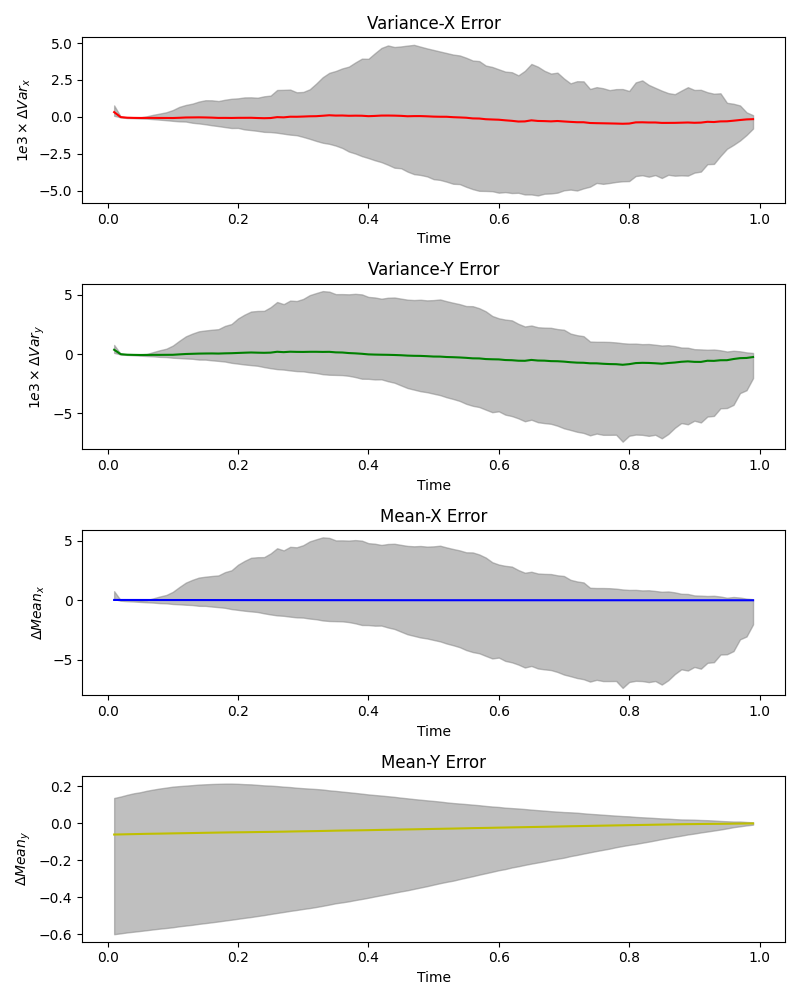 Variance-X Error
1e3 × ΔVarₓ
5.0
2.5
0.0
−2.5
−5.0
0.0 0.2 0.4 0.6 0.8 1.0
Time
Variance-Y Error
1e3 × ΔVar_y
5
0
−5
0.0 0.2 0.4 0.6 0.8 1.0
Time
Mean-X Error
ΔMeanₓ
5
0
−5
0.0 0.2 0.4 0.6 0.8 1.0
Time
Mean-Y Error
ΔMean_y
0.2
0.0
−0.2
−0.4
−0.6
0.0 0.2 0.4 0.6 0.8 1.0
Time